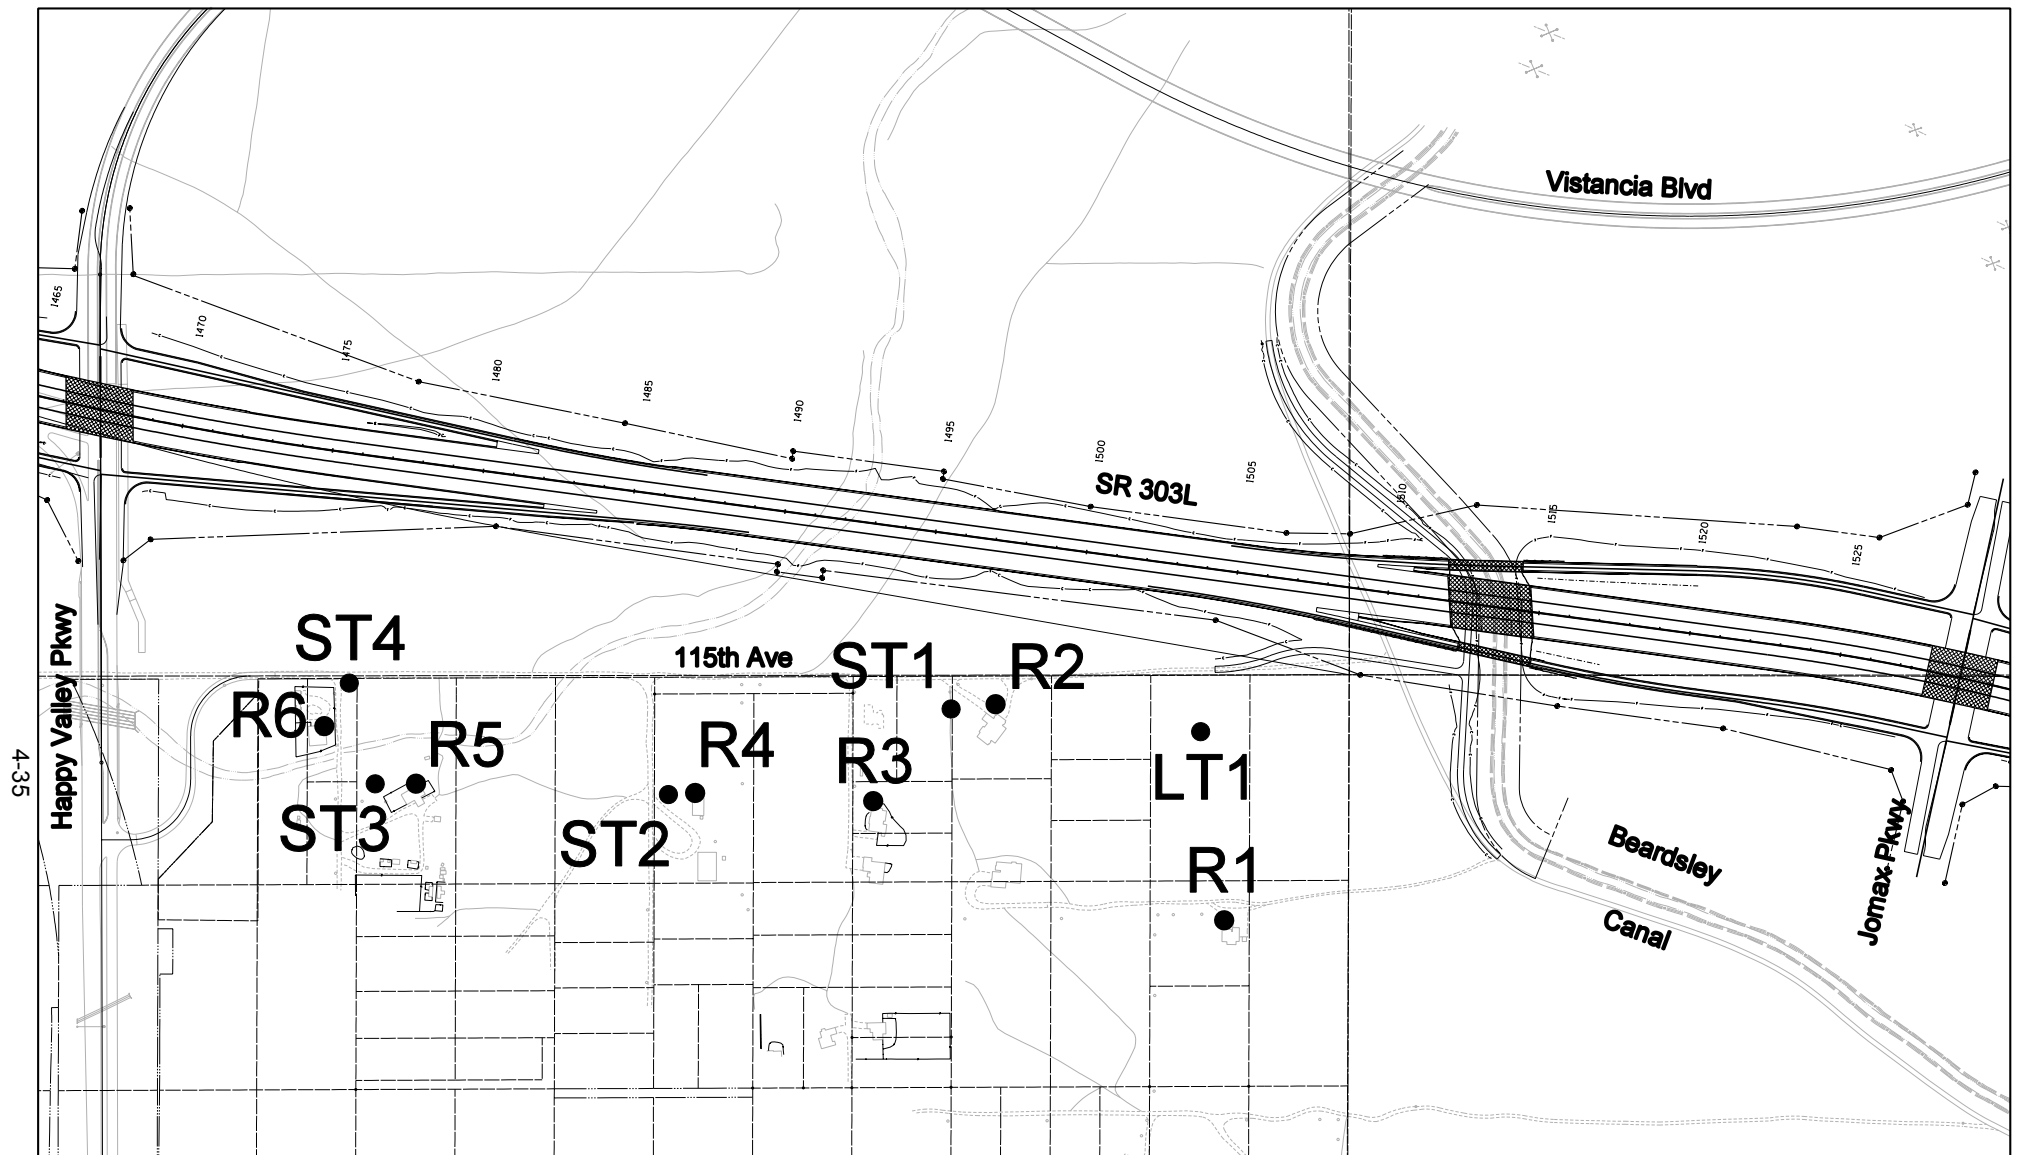 Vistancia Blvd
1465
1470
1475
1480
1485
1490
1495
1500
1505
1510
1515
1520
1525
SR 303L
Happy Valley Pkwy
115th Ave
ST4
ST1
R2
R6
R5
R4
R3
LT1
ST3
ST2
R1
Beardsley
Canal
Jomax Pkwy
4-35